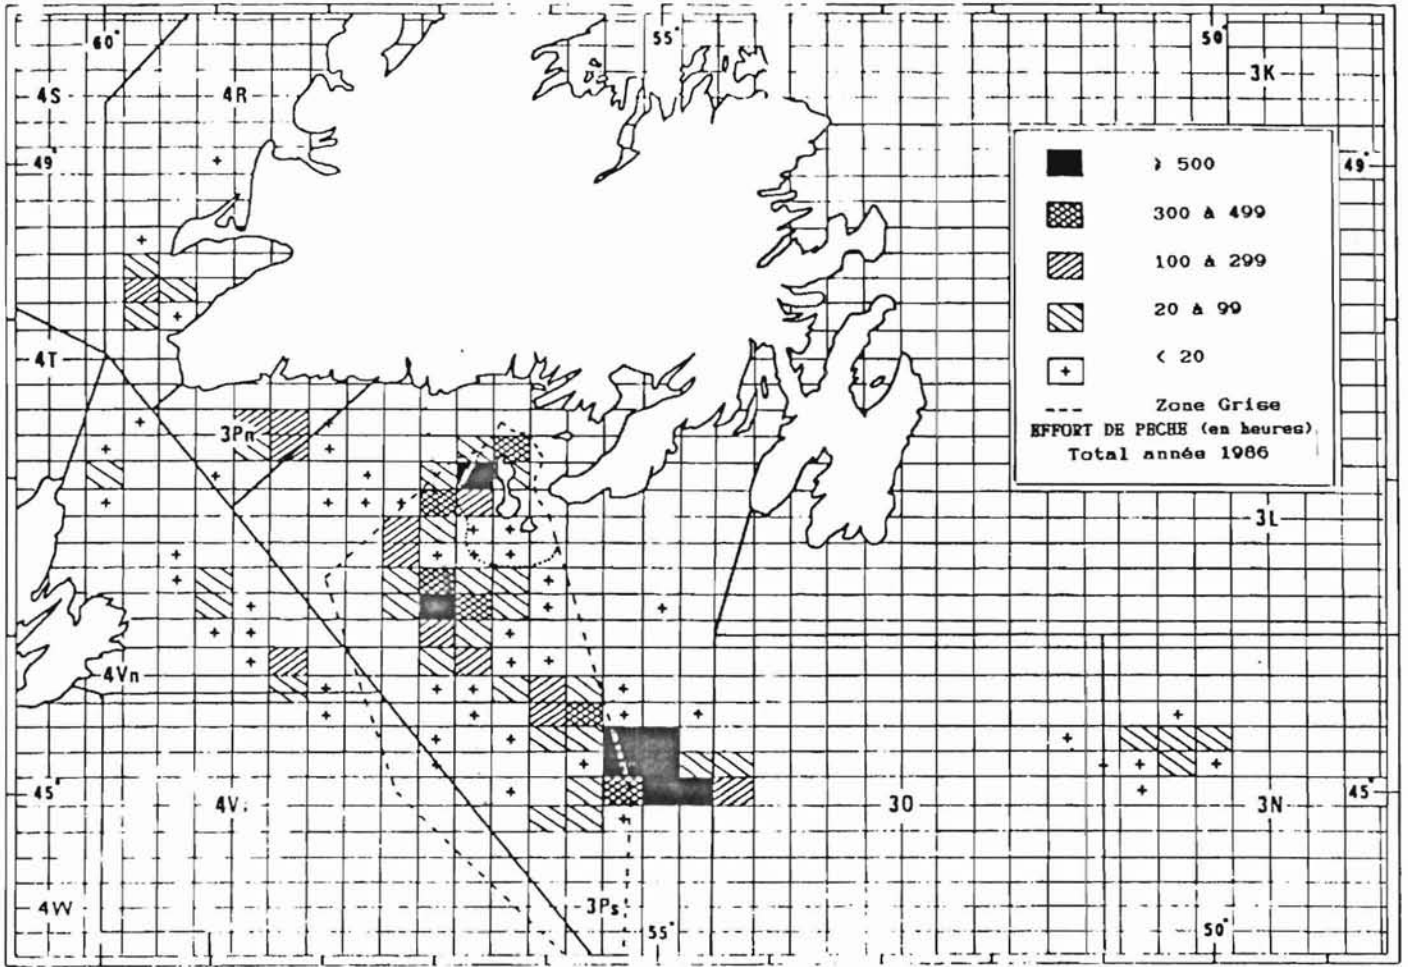 60° 55° 50°
3K
4S 4R
49° 49°
> 500
300 à 499
100 à 299
20 à 99
< 20
Zone Grise
EFFORT DE PECHE (en heures)
Total année 1986
4T
3Pn
3L
4Vn
45° 4V 3O 3N 45°
4W 3Ps
55° 50°